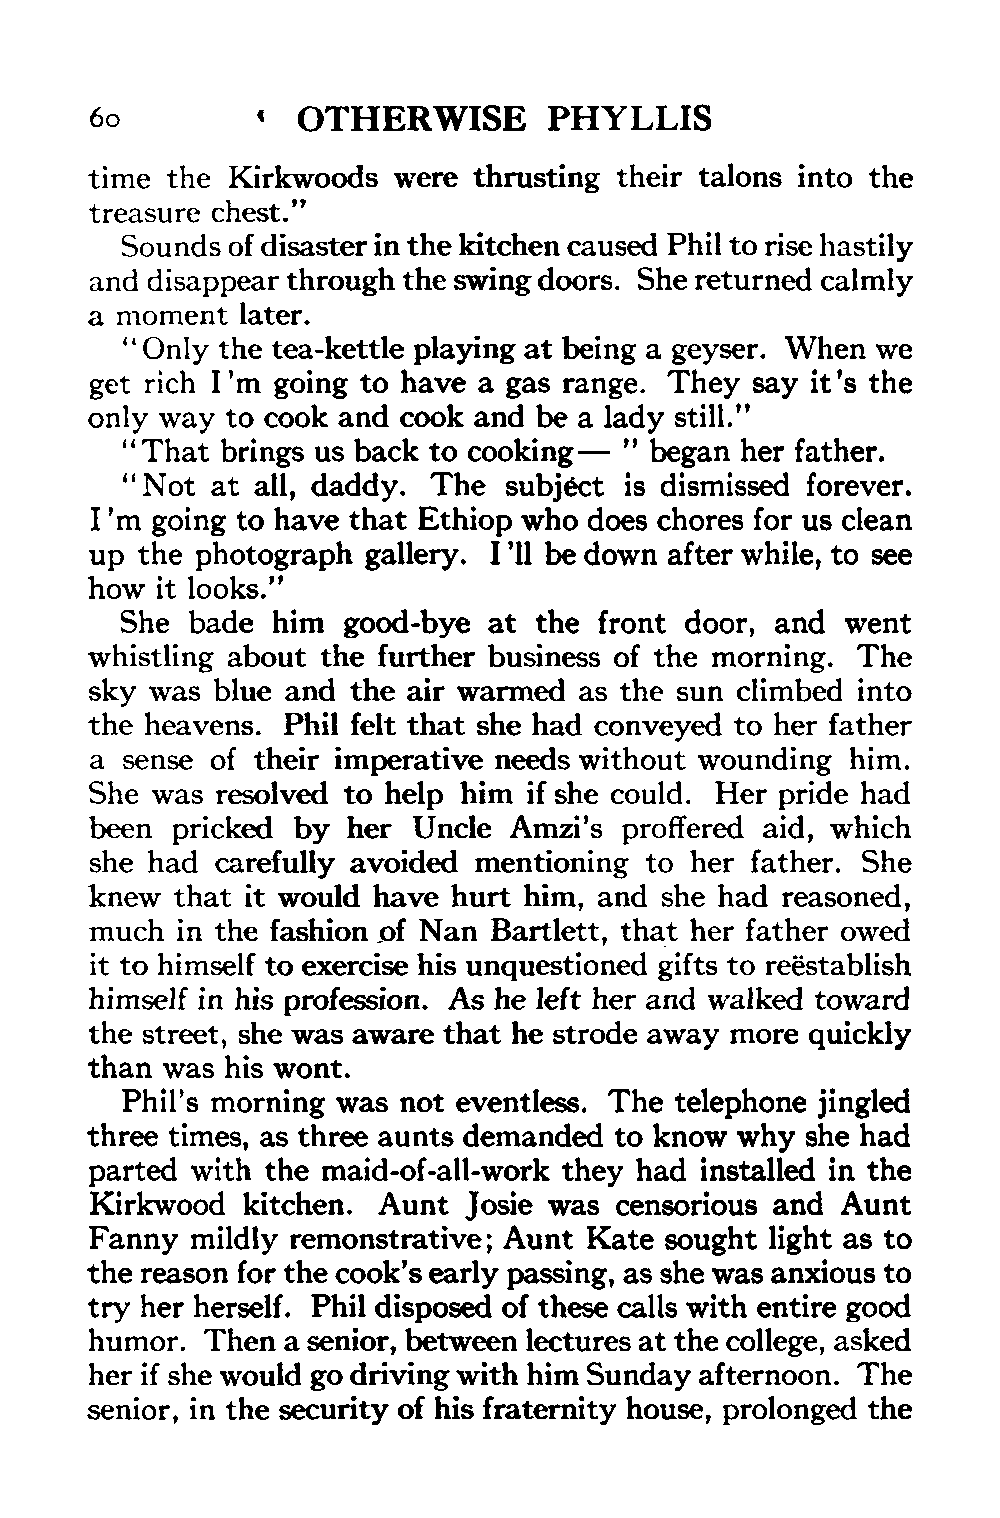 60 OTHERWISE PHYLLIS
time the Kirkwoods were thrusting their talons into the
treasure chest."
Sounds of disaster in the kitchen caused Phil to rise hastily
and disappear through the swing doors. She returned calmly
a moment later.
"Only the tea-kettle playing at being a geyser. When we
get rich I'm going to have a gas range. They say it's the
only way to cook and cook and be a lady still."
"That brings us back to cooking— " began her father.
"Not at all, daddy. The subject is dismissed forever.
I'm going to have that Ethiop who does chores for us clean
up the photograph gallery. I'll be down after while, to see
how it looks."
She bade him good-bye at the front door, and went
whistling about the further business of the morning. The
sky was blue and the air warmed as the sun climbed into
the heavens. Phil felt that she had conveyed to her father
a sense of their imperative needs without wounding him.
She was resolved to help him if she could. Her pride had
been pricked by her Uncle Amzi's proffered aid, which
she had carefully avoided mentioning to her father. She
knew that it would have hurt him, and she had reasoned,
much in the fashion of Nan Bartlett, that her father owed
it to himself to exercise his unquestioned gifts to reëstablish
himself in his profession. As he left her and walked toward
the street, she was aware that he strode away more quickly
than was his wont.
Phil's morning was not eventless. The telephone jingled
three times, as three aunts demanded to know why she had
parted with the maid-of-all-work they had installed in the
Kirkwood kitchen. Aunt Josie was censorious and Aunt
Fanny mildly remonstrative; Aunt Kate sought light as to
the reason for the cook's early passing, as she was anxious to
try her herself. Phil disposed of these calls with entire good
humor. Then a senior, between lectures at the college, asked
her if she would go driving with him Sunday afternoon. The
senior, in the security of his fraternity house, prolonged the